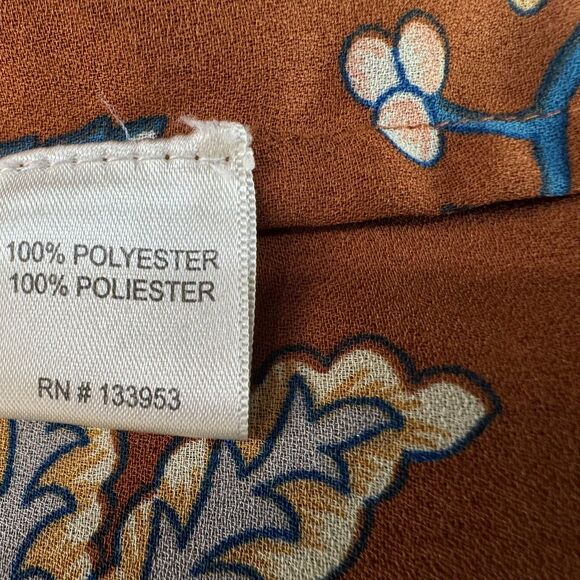 100% POLYESTER
100% POLIESTER
RN # 133953